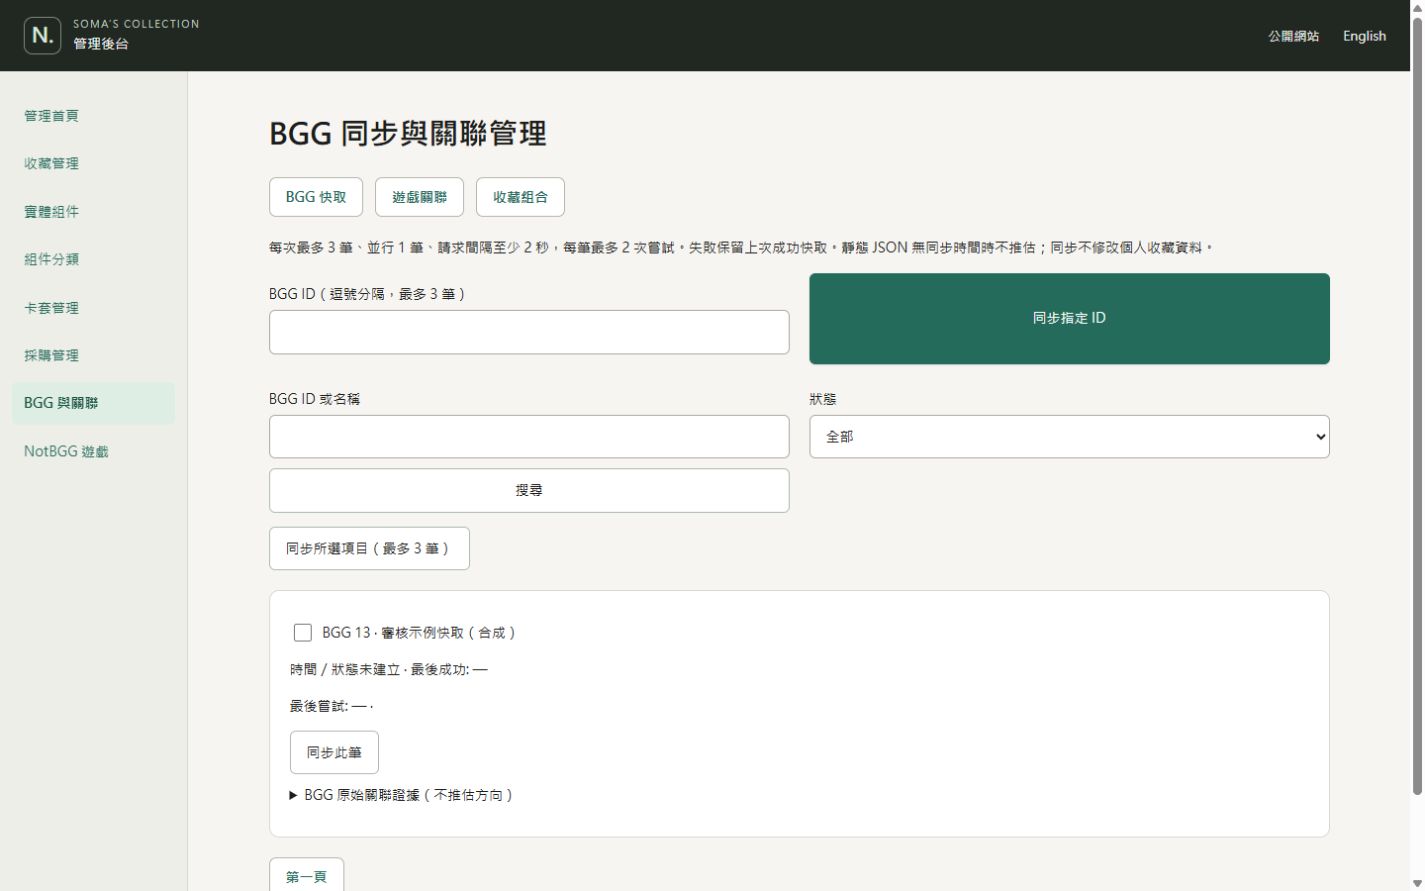 N.
SOMA'S COLLECTION
管理後台
公開網站
English
管理首頁
收藏管理
實體組件
組件分類
卡套管理
採購管理
BGG 與關聯
NotBGG 遊戲
BGG 同步與關聯管理
BGG 快取
遊戲關聯
收藏組合
每次最多 3 筆、並行 1 筆、請求間隔至少 2 秒，每筆最多 2 次嘗試。失敗保留上次成功快取。靜態 JSON 無同步時間時不推估；同步不修改個人收藏資料。
BGG ID（逗號分隔，最多 3 筆）
同步指定 ID
BGG ID 或名稱
狀態
全部
搜尋
同步所選項目（最多 3 筆）
BGG 13 · 審核示例快取（合成）
時間 / 狀態未建立 · 最後成功: —
最後嘗試: — ·
同步此筆
▶ BGG 原始關聯證據（不推估方向）
第一頁